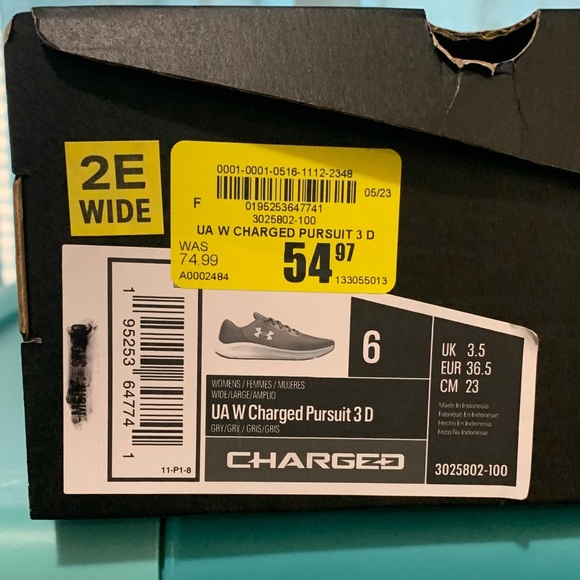 2E
WIDE
0001-0001-0516-1112-2348
05/23
F
0195253647741
3025802-100
UA W CHARGED PURSUIT 3 D
WAS
74.99
54.97
A0002484
133055013
1 95253 64774 1
11-P1-8
6
UK 3.5
EUR 36.5
CM 23
WOMENS / FEMMES / MUJERES
WIDE/LARGE/AMPLIO
UA W Charged Pursuit 3 D
GRY/GRY / GRIS/GRIS
Made In Indonesia
Fabriqué En Indonésie
Hecho En Indonesia
Feito Na Indonésia
CHARGED
3025802-100